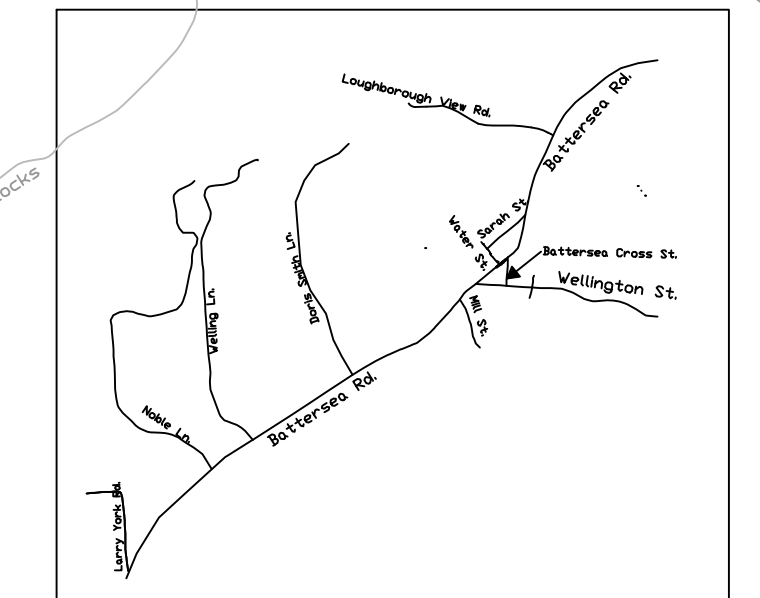 Loughborough View Rd.
Battersea Rd.
Sarah St.
Water St.
Battersea Cross St.
Wellington St.
Mill St.
Doris Smith Ln.
Welling Ln.
Battersea Rd.
Noble Ln.
Larry York Rd.